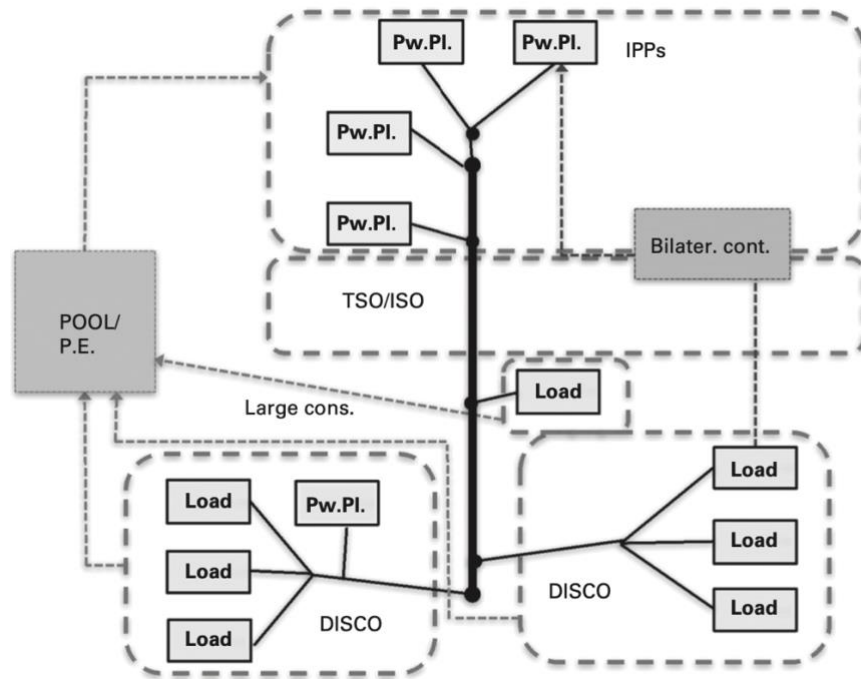 Pw.Pl.
Pw.Pl.
IPPs
Pw.Pl.
Pw.Pl.
Bilater. cont.
TSO/ISO
POOL/
P.E.
Load
Large cons.
Load
Load
Pw.Pl.
Load
Load
Load
DISCO
Load
DISCO
Load